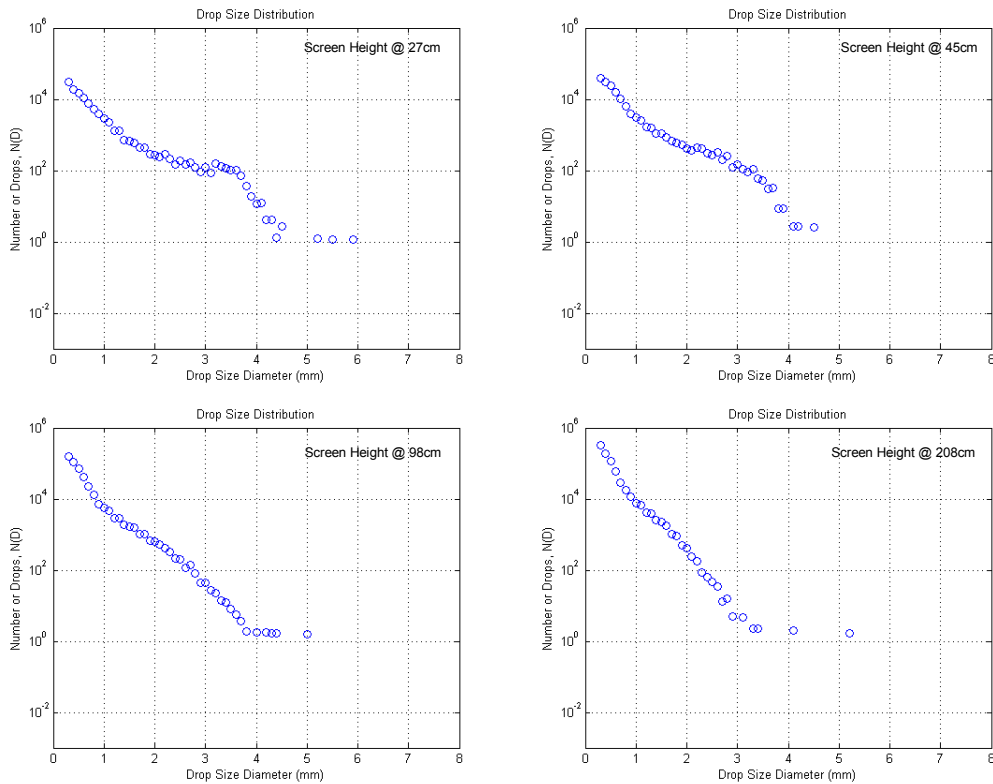 Drop Size Distribution
Screen Height @ 27cm
10^6
10^4
10^2
10^0
10^-2
Number or Drops, N(D)
0 1 2 3 4 5 6 7 8
Drop Size Diameter (mm)
Drop Size Distribution
Screen Height @ 45cm
10^6
10^4
10^2
10^0
10^-2
Number or Drops, N(D)
0 1 2 3 4 5 6 7 8
Drop Size Diameter (mm)
Drop Size Distribution
Screen Height @ 98cm
10^6
10^4
10^2
10^0
10^-2
Number or Drops, N(D)
0 1 2 3 4 5 6 7 8
Drop Size Diameter (mm)
Drop Size Distribution
Screen Height @ 208cm
10^6
10^4
10^2
10^0
10^-2
Number or Drops, N(D)
0 1 2 3 4 5 6 7 8
Drop Size Diameter (mm)